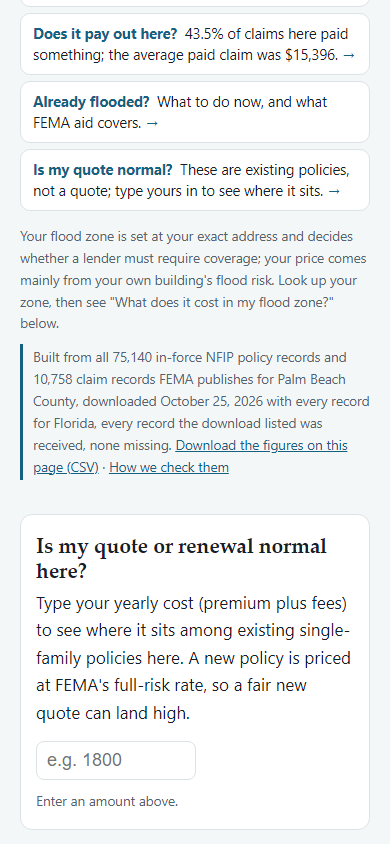 Does it pay out here? 43.5% of claims here paid
something; the average paid claim was $15,396. →
Already flooded? What to do now, and what
FEMA aid covers. →
Is my quote normal? These are existing policies,
not a quote; type yours in to see where it sits. →
Your flood zone is set at your exact address and decides
whether a lender must require coverage; your price comes
mainly from your own building's flood risk. Look up your
zone, then see "What does it cost in my flood zone?"
below.
Built from all 75,140 in-force NFIP policy records and
10,758 claim records FEMA publishes for Palm Beach
County, downloaded October 25, 2026 with every record
for Florida, every record the download listed was
received, none missing. Download the figures on this
page (CSV) · How we check them
Is my quote or renewal normal
here?
Type your yearly cost (premium plus fees)
to see where it sits among existing single-
family policies here. A new policy is priced
at FEMA's full-risk rate, so a fair new
quote can land high.
e.g. 1800
Enter an amount above.